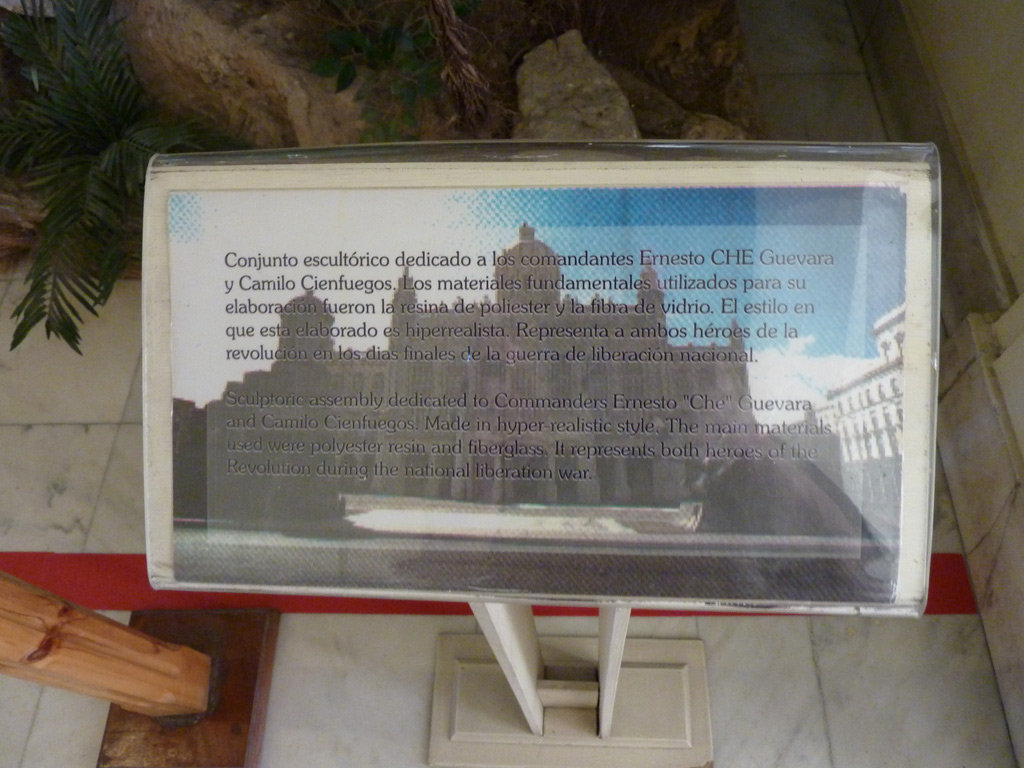 Conjunto escultórico dedicado a los comandantes Ernesto CHE Guevara
y Camilo Cienfuegos. Los materiales fundamentales utilizados para su
elaboración fueron la resina de poliester y la fibra de vidrio. El estilo en
que esta elaborado es hiperrealista. Representa a ambos héroes de la
revolución en los dias finales de la guerra de liberación nacional.
Sculptoric assembly dedicated to Commanders Ernesto "Che" Guevara
and Camilo Cienfuegos. Made in hyper-realistic style. The main materials
used were polyester resin and fiberglass. It represents both heroes of the
Revolution during the national liberation war.